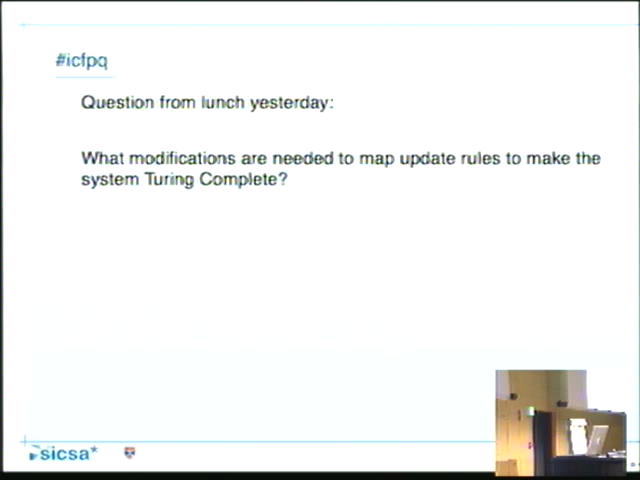 #icfpq
Question from lunch yesterday:
What modifications are needed to map update rules to make the
system Turing Complete?
sicsa*